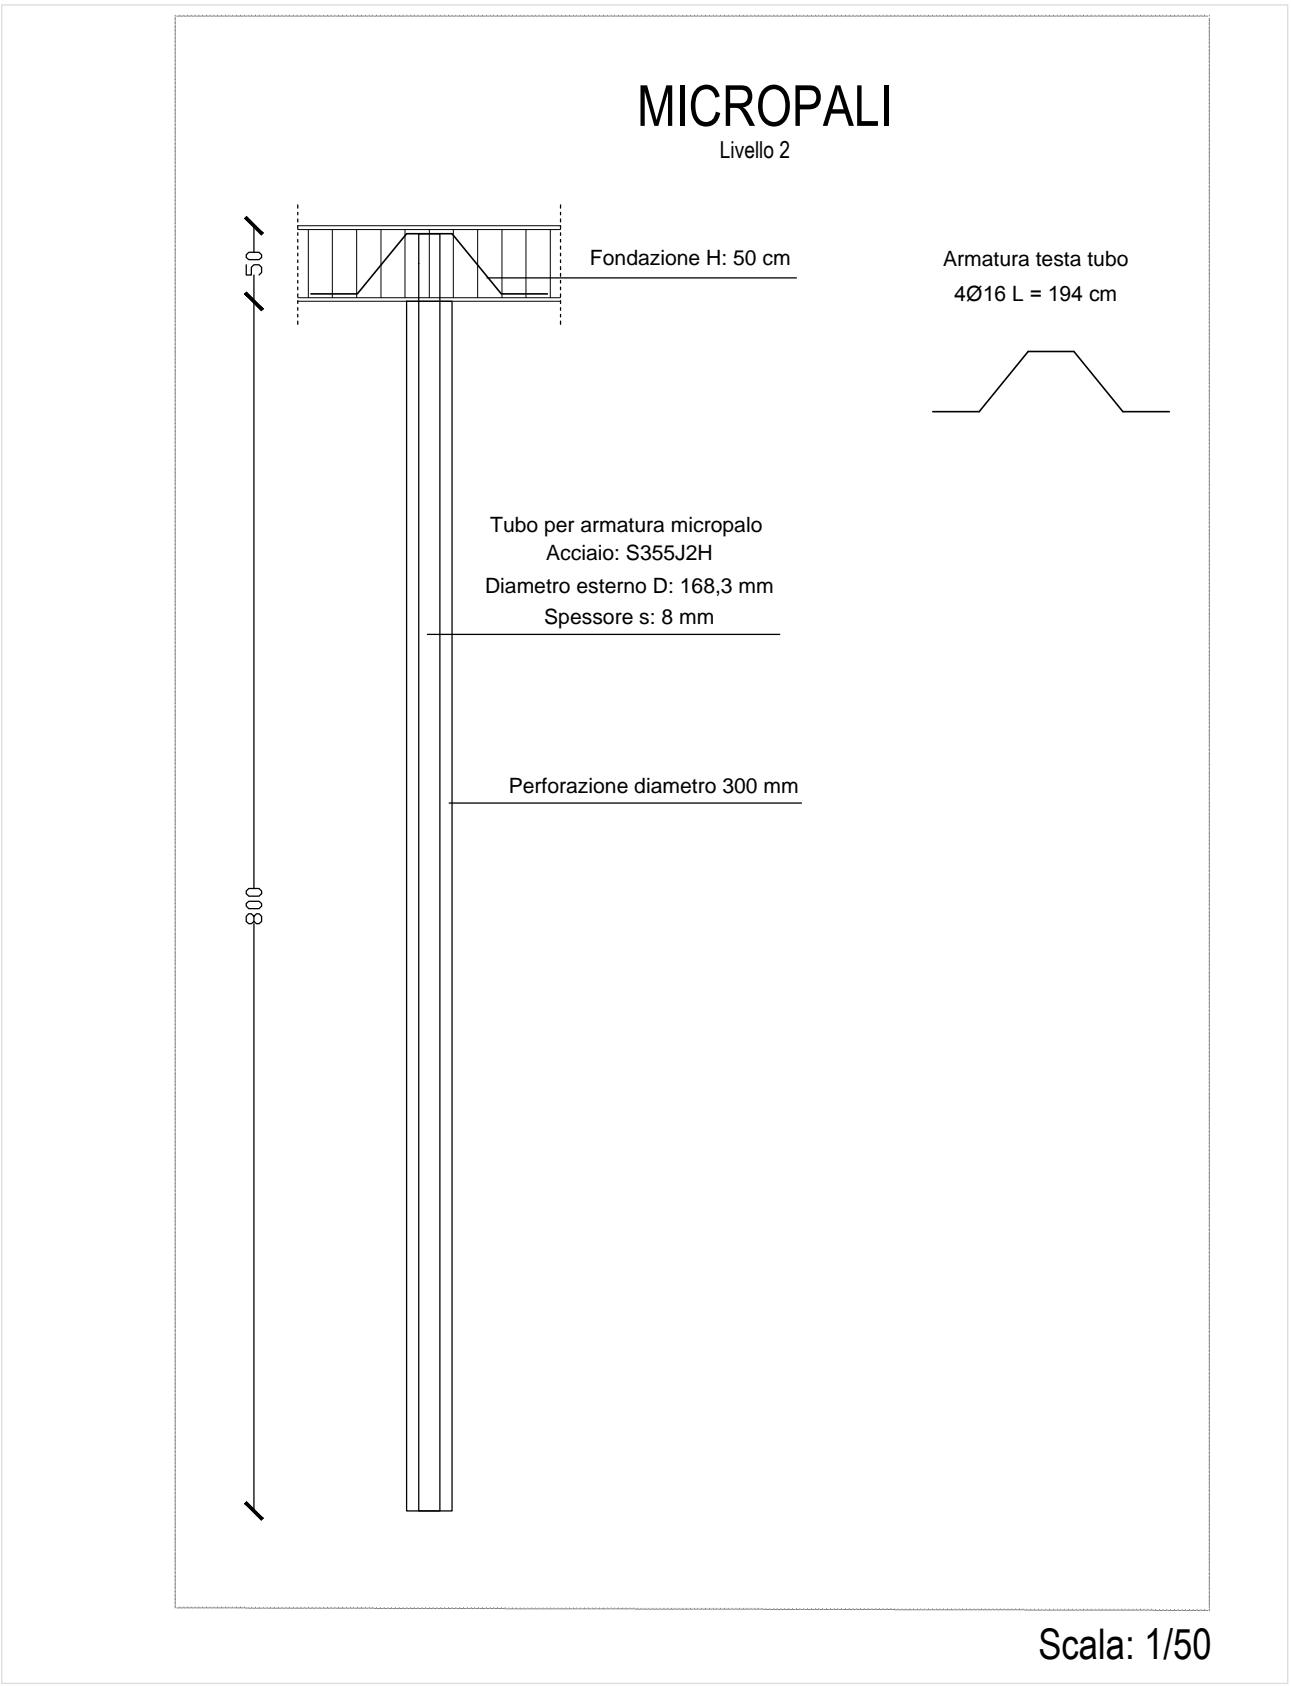 MICROPALI
Livello 2
50
Fondazione H: 50 cm
Armatura testa tubo
4Ø16 L = 194 cm
Tubo per armatura micropalo
Acciaio: S355J2H
Diametro esterno D: 168,3 mm
Spessore s: 8 mm
Perforazione diametro 300 mm
800
Scala: 1/50